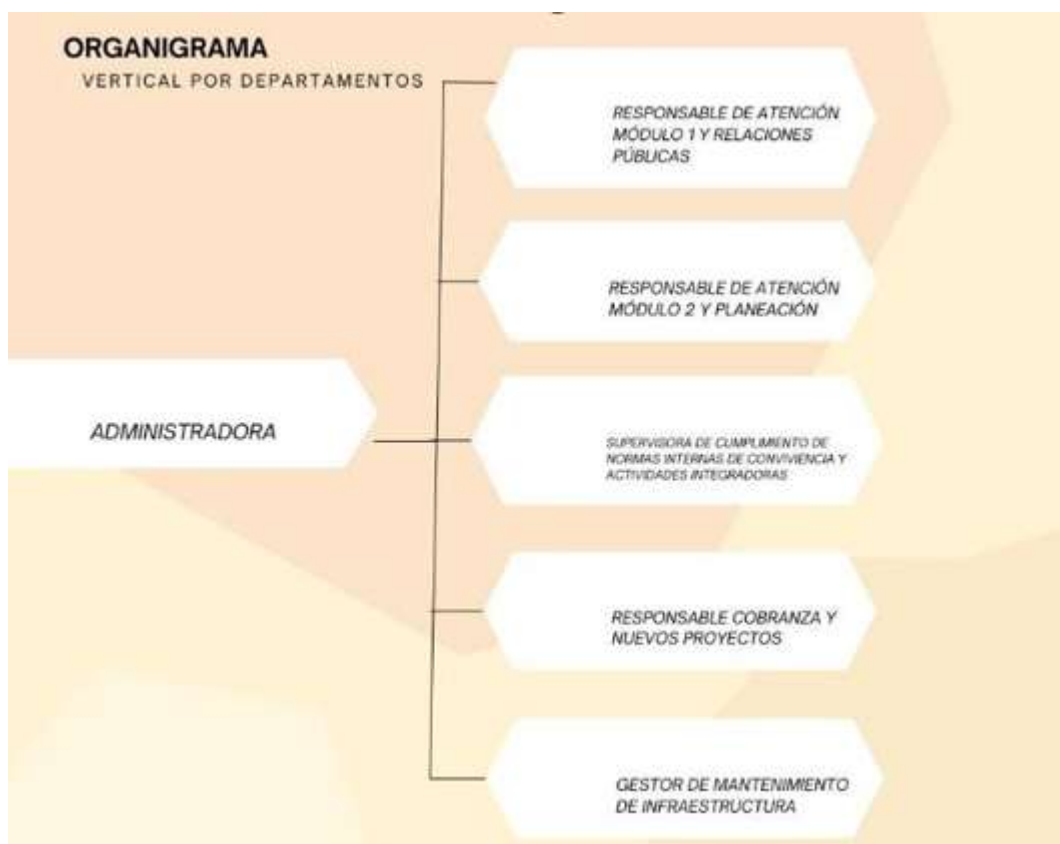 ORGANIGRAMA
VERTICAL POR DEPARTAMENTOS
RESPONSABLE DE ATENCIÓN
MÓDULO 1 Y RELACIONES
PÚBLICAS
RESPONSABLE DE ATENCIÓN
MÓDULO 2 Y PLANEACIÓN
ADMINISTRADORA
SUPERVISORA DE CUMPLIMIENTO DE
NORMAS INTERNAS DE CONVIVIENCIA Y
ACTIVIDADES INTEGRADORAS
RESPONSABLE COBRANZA Y
NUEVOS PROYECTOS
GESTOR DE MANTENIMIENTO
DE INFRAESTRUCTURA